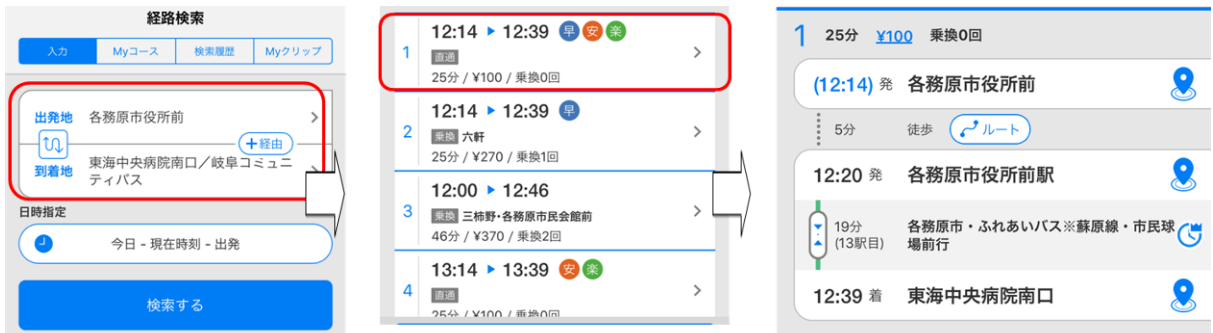 経路検索
入力 Myコース 検索履歴 Myクリップ
出発地 各務原市役所前
+経由
到着地 東海中央病院南口／岐阜コミュニ
ティバス
日時指定
今日 - 現在時刻 - 出発
検索する
1
12:14 ▶ 12:39 早 安 楽
直通
25分 / ¥100 / 乗換0回
2
12:14 ▶ 12:39 早
乗換 六軒
25分 / ¥270 / 乗換1回
3
12:00 ▶ 12:46
乗換 三柿野・各務原市民会館前
46分 / ¥370 / 乗換2回
4
13:14 ▶ 13:39 安 楽
直通
25分 / ¥100 / 乗換0回
1 25分 ¥100 乗換0回
(12:14) 発 各務原市役所前
5分 徒歩 ルート
12:20 発 各務原市役所前駅
19分
(13駅目)
各務原市・ふれあいバス※蘇原線・市民球
場前行
12:39 着 東海中央病院南口